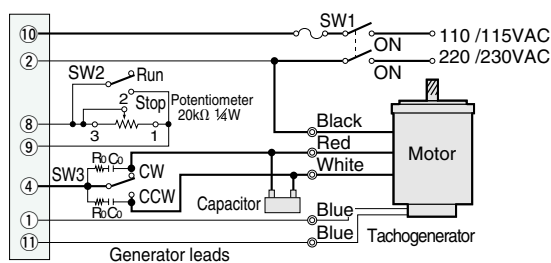 ⑩ SW1 ON 110 /115VAC
② ON 220 /230VAC
SW2 Run
2 Stop Potentiometer
20kΩ ¼W
⑧ 3 1
⑨
Black
Red
White
Motor
SW3 R₀C₀ CW
④
R₀C₀ CCW
Capacitor
① Blue
⑪ Blue
Tachogenerator
Generator leads